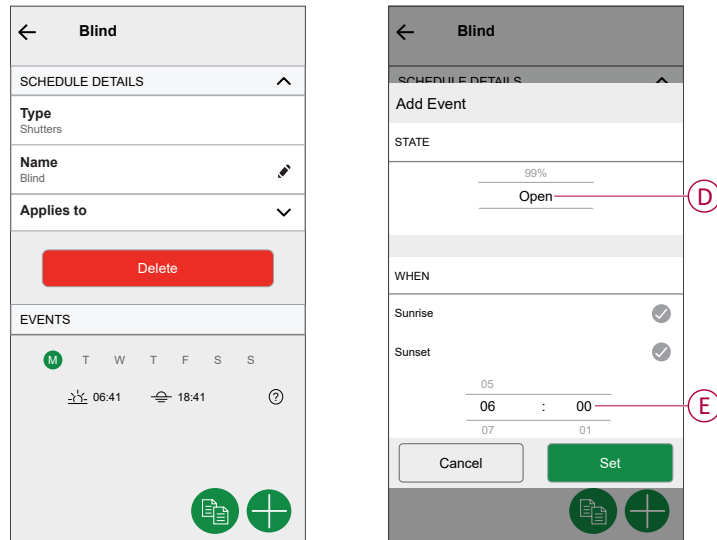 Blind
SCHEDULE DETAILS
Type
Shutters
Name
Blind
Applies to
Delete
EVENTS
M T W T F S S
06:41 18:41 ?
Blind
SCHEDULE DETAILS
Add Event
STATE
99%
Open
D
WHEN
Sunrise
Sunset
05
06 : 00
E
07 01
Cancel Set